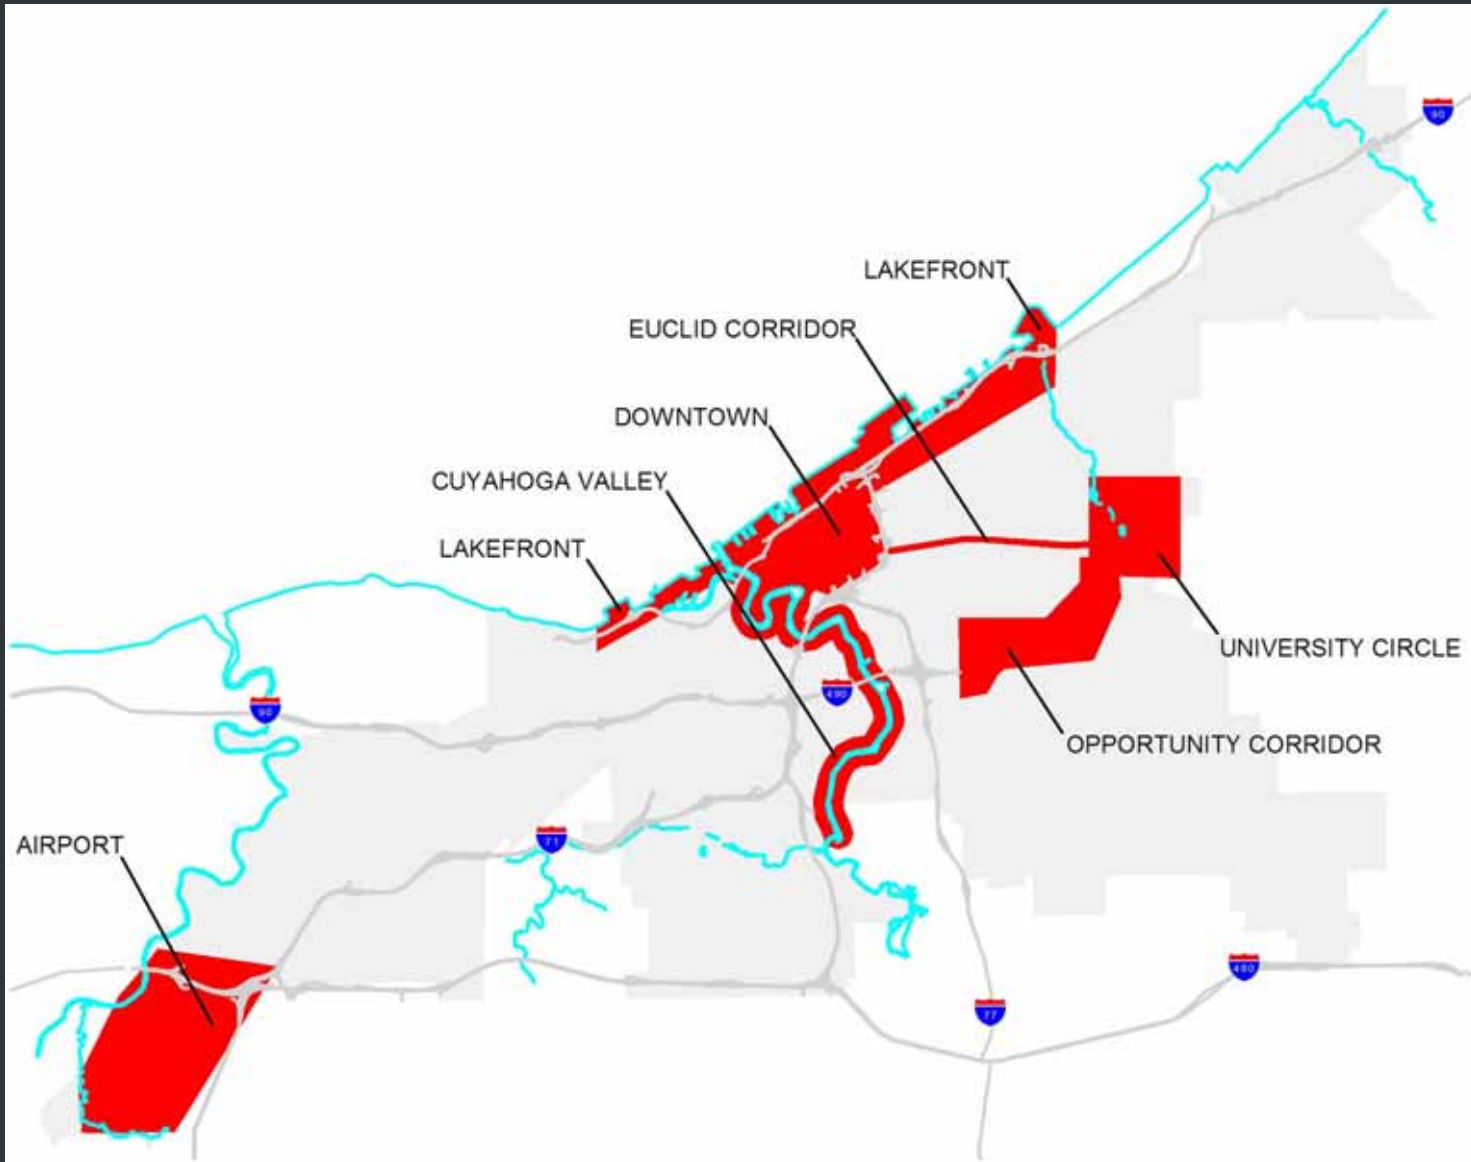 90
LAKEFRONT
EUCLID CORRIDOR
DOWNTOWN
CUYAHOGA VALLEY
LAKEFRONT
UNIVERSITY CIRCLE
490
90
OPPORTUNITY CORRIDOR
71
AIRPORT
480
77